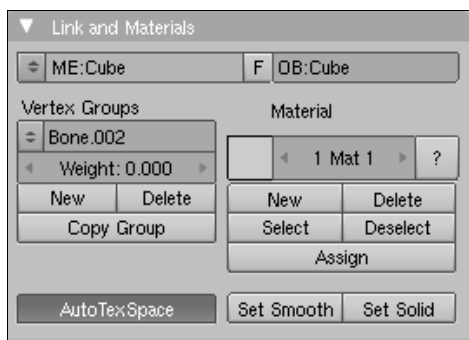 Link and Materials
ME:Cube F OB:Cube
Vertex Groups
Bone.002
Weight: 0.000
New Delete
Copy Group
AutoTexSpace
Material
1 Mat 1 ?
New Delete
Select Deselect
Assign
Set Smooth Set Solid